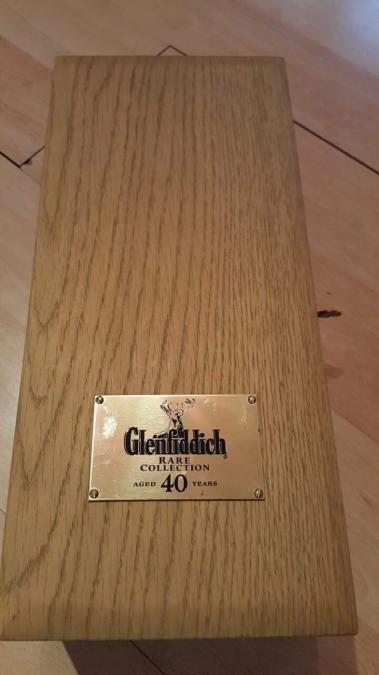 Glenfiddich
RARE
COLLECTION
AGED 40 YEARS